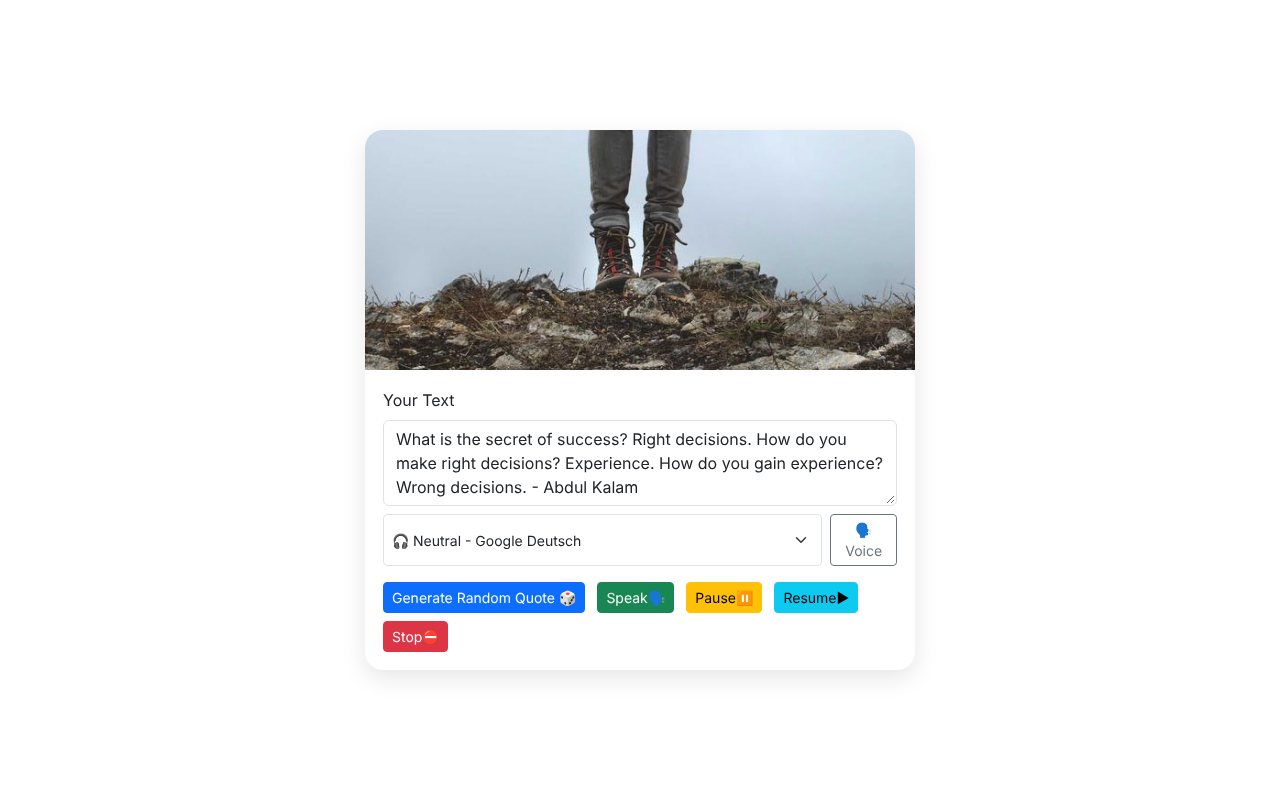 Your Text
What is the secret of success? Right decisions. How do you
make right decisions? Experience. How do you gain experience?
Wrong decisions. - Abdul Kalam
🎧 Neutral - Google Deutsch
🗣️
Voice
Generate Random Quote 🎲 Speak🗣️ Pause⏸️ Resume▶
Stop⛔